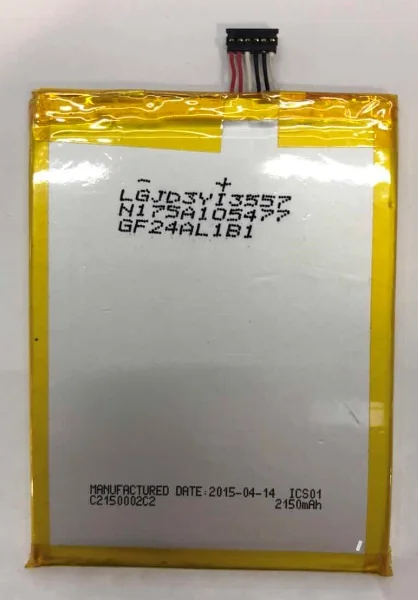 - +
LGJD3YI3557
N175A105477
GF24AL1B1
MANUFACTURED DATE:2015-04-14 ICS01
C2150002C2 2150mAh